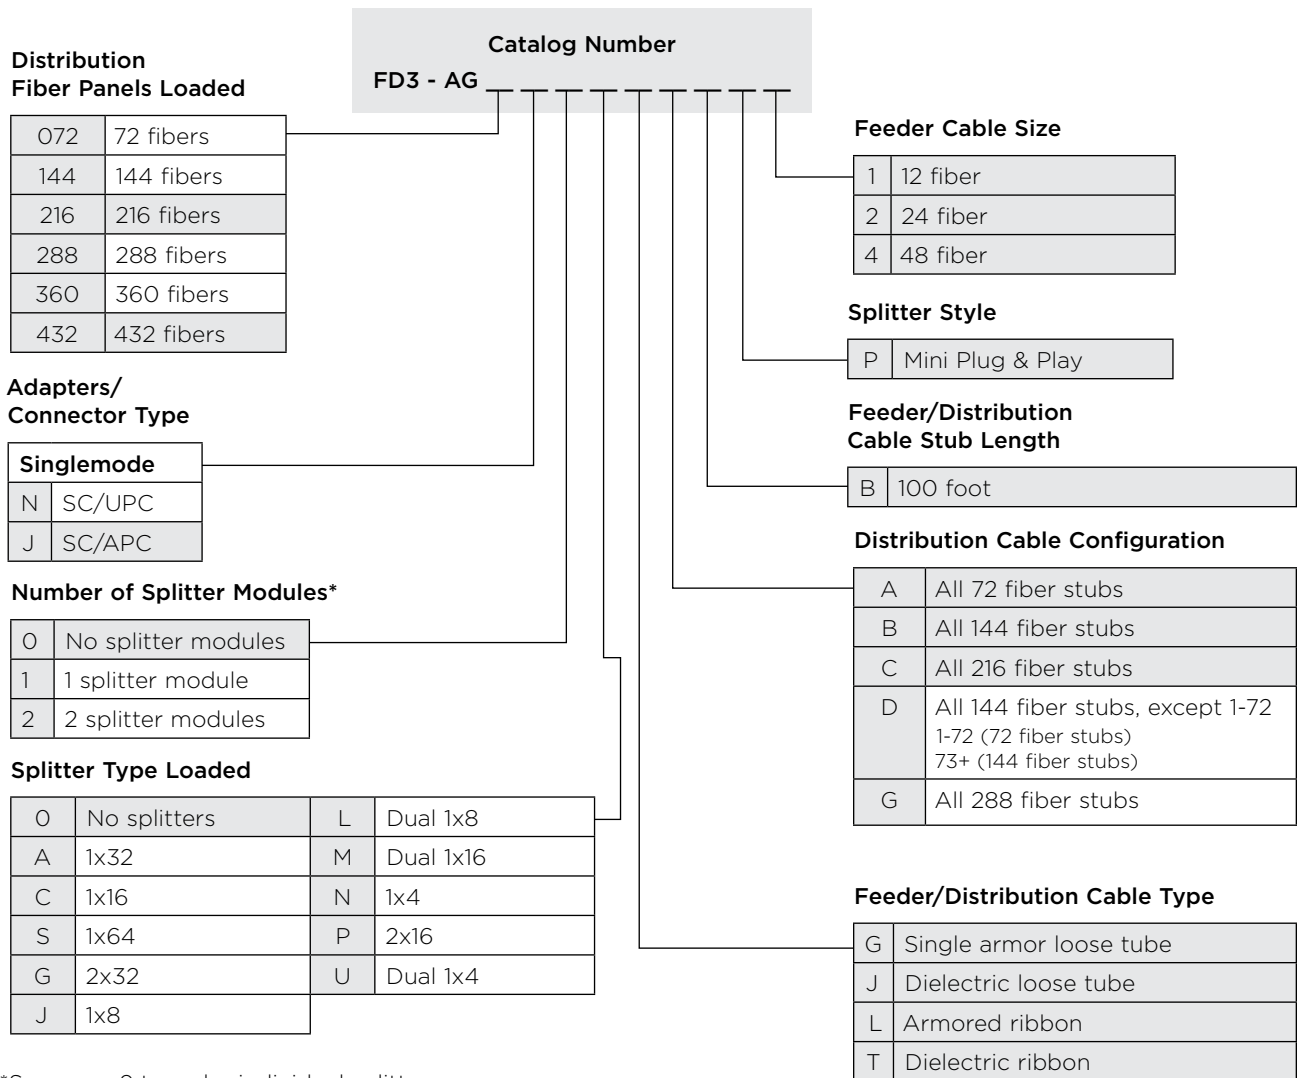 Catalog Number
FD3 - AG
Distribution
Fiber Panels Loaded
072 72 fibers
144 144 fibers
216 216 fibers
288 288 fibers
360 360 fibers
432 432 fibers
Adapters/
Connector Type
Singlemode
N SC/UPC
J SC/APC
Number of Splitter Modules*
0 No splitter modules
1 1 splitter module
2 2 splitter modules
Splitter Type Loaded
0 No splitters L Dual 1x8
A 1x32 M Dual 1x16
C 1x16 N 1x4
S 1x64 P 2x16
G 2x32 U Dual 1x4
J 1x8
Feeder Cable Size
1 12 fiber
2 24 fiber
4 48 fiber
Splitter Style
P Mini Plug & Play
Feeder/Distribution
Cable Stub Length
B 100 foot
Distribution Cable Configuration
A All 72 fiber stubs
B All 144 fiber stubs
C All 216 fiber stubs
D All 144 fiber stubs, except 1-72
1-72 (72 fiber stubs)
73+ (144 fiber stubs)
G All 288 fiber stubs
Feeder/Distribution Cable Type
G Single armor loose tube
J Dielectric loose tube
L Armored ribbon
T Dielectric ribbon